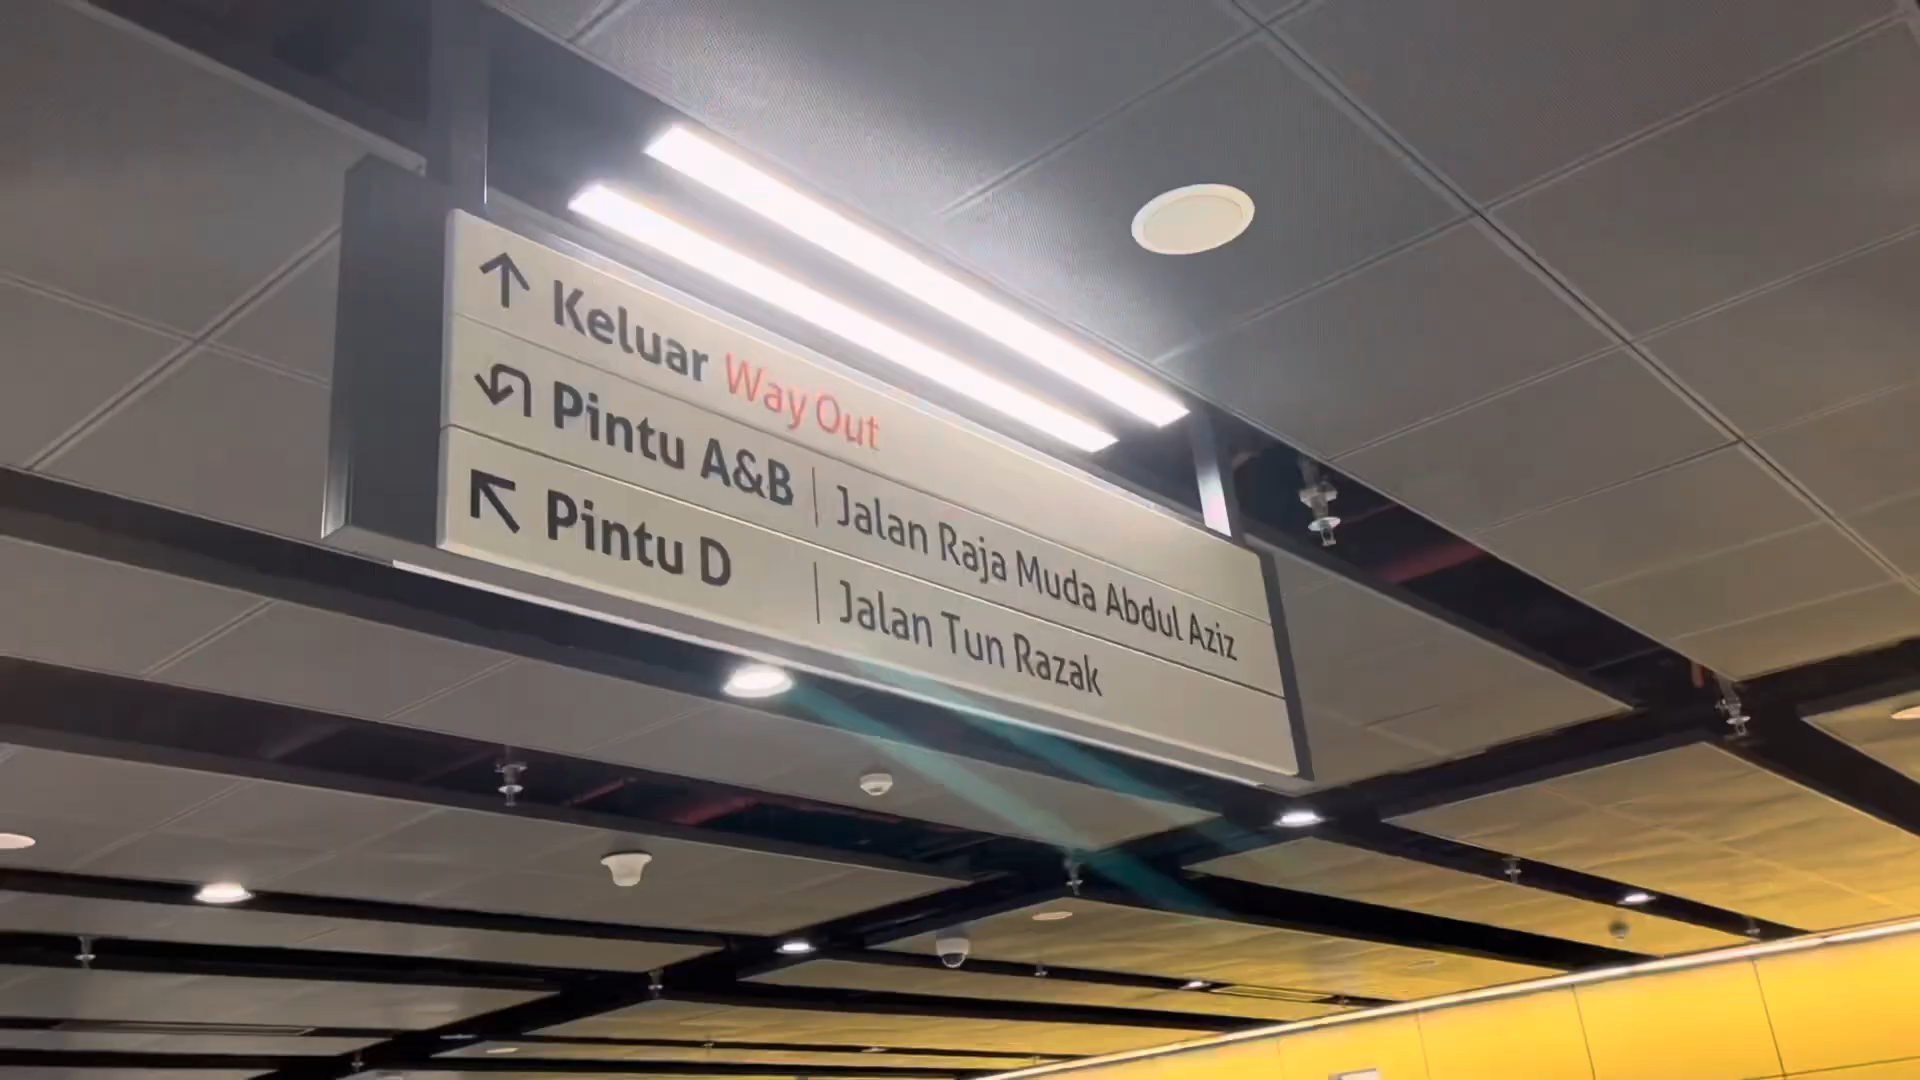 Keluar Way Out
Pintu A&B | Jalan Raja Muda Abdul Aziz
Pintu D | Jalan Tun Razak